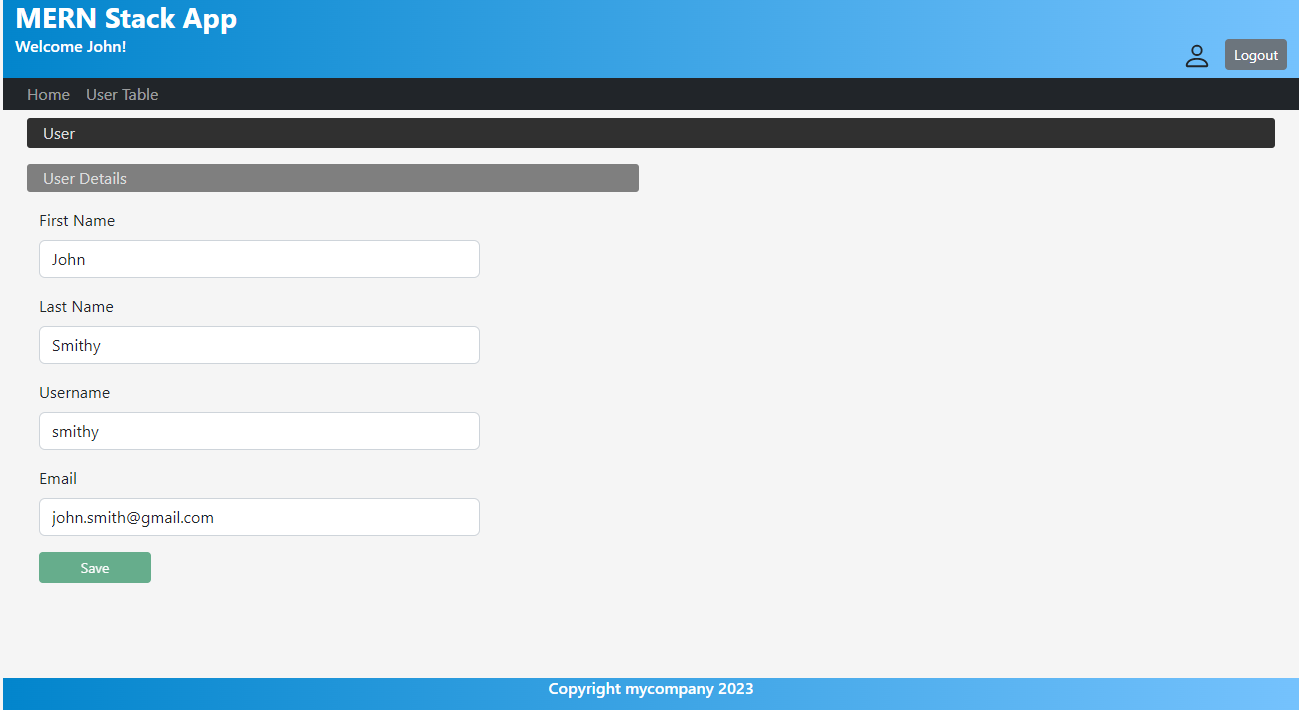 MERN Stack App
Welcome John!
Logout
Home User Table
User
User Details
First Name
John
Last Name
Smithy
Username
smithy
Email
john.smith@gmail.com
Save
Copyright mycompany 2023